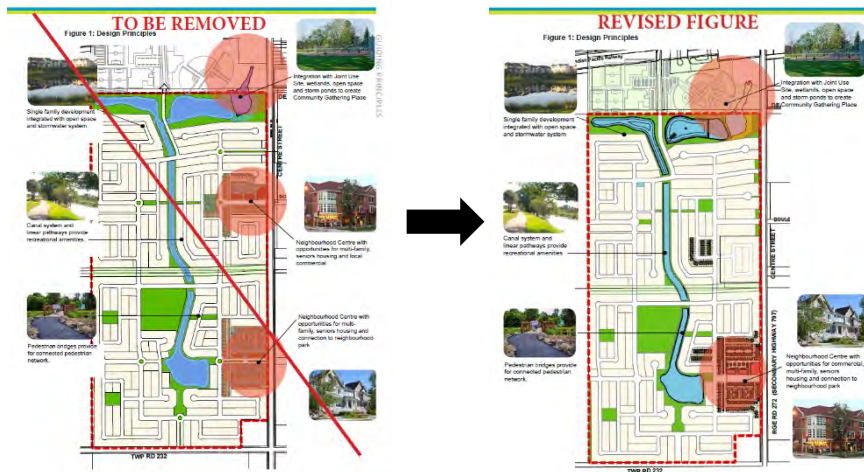 TO BE REMOVED
Figure 1: Design Principles
GUIDING PRINCIPLES
Integration with Joint Use
Site, wetlands, open space
and storm ponds to create
Community Gathering Place
Single family development
integrated with open space
and stormwater system
CENTRE STREET
Canal system and
linear pathways provide
recreational amenities
Neighbourhood Centre with
opportunities for multi-family,
seniors housing and local
commercial
Neighbourhood Centre with
opportunities for multi-
family, seniors housing and
connection to neighbourhood
park
Pedestrian bridges provide
for connected pedestrian
network.
TWP RD 232
REVISED FIGURE
Figure 1: Design Principles
Pacific Railway
Integration with Joint Use
Site, wetlands, open space
and storm ponds to create
Community Gathering Place
Single family development
integrated with open space
and stormwater system
Canal system and
linear pathways provide
recreational amenities
BOULE
CENTRE STREET
Pedestrian bridges provide
for connected pedestrian
network.
RGE RD 272 (SECONDARY HIGHWAY 797)
Neighbourhood Centre with
opportunities for commercial,
multi-family, seniors
housing and connection to
neighbourhood park
TWP RD 232